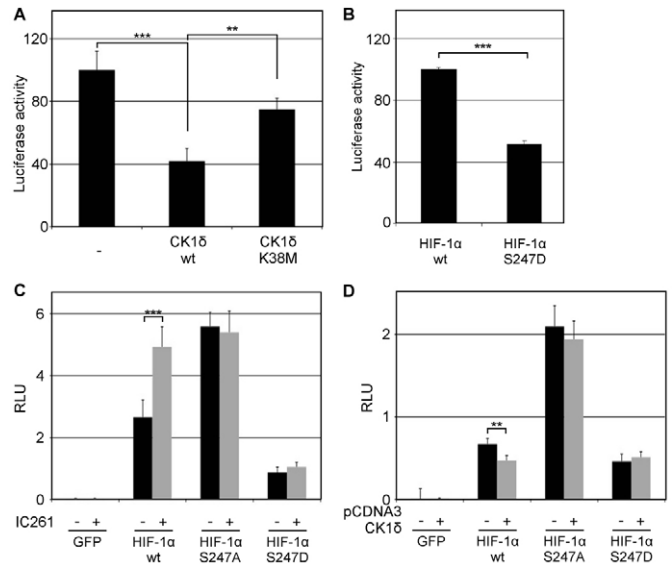 A
Luciferase activity
120
80
40
0
***
**
-
CK1δ
wt
CK1δ
K38M
B
Luciferase activity
120
80
40
0
***
HIF-1α
wt
HIF-1α
S247D
C
RLU
6
4
2
0
***
IC261
- + - + - + - +
GFP
HIF-1α
wt
HIF-1α
S247A
HIF-1α
S247D
D
RLU
2
1
0
**
pCDNA3
CK1δ
- + - + - + - +
GFP
HIF-1α
wt
HIF-1α
S247A
HIF-1α
S247D